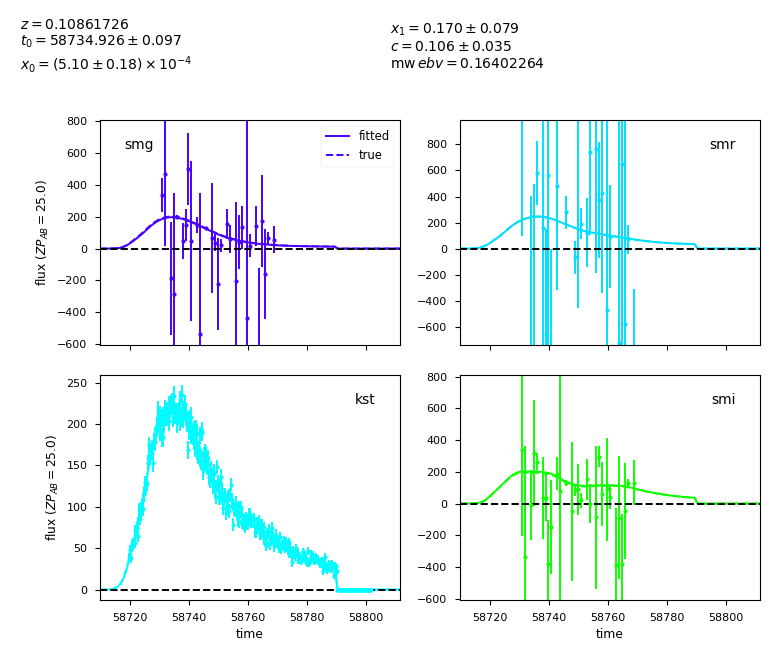 z = 0.10861726
t₀ = 58734.926 ± 0.097
x₀ = (5.10 ± 0.18) × 10⁻⁴
x₁ = 0.170 ± 0.079
c = 0.106 ± 0.035
mw ebv = 0.16402264
smg
fitted
true
800
600
400
200
0
−200
−400
−600
flux (ZP_AB = 25.0)
smr
800
600
400
200
0
−200
−400
−600
kst
250
200
150
100
50
0
flux (ZP_AB = 25.0)
58720 58740 58760 58780 58800
time
smi
800
600
400
200
0
−200
−400
−600
58720 58740 58760 58780 58800
time